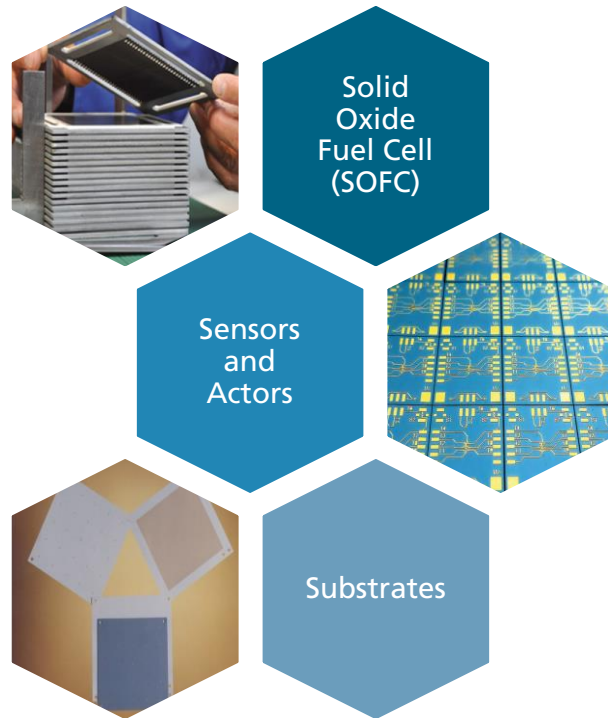 Solid
Oxide
Fuel Cell
(SOFC)
Sensors
and
Actors
Substrates